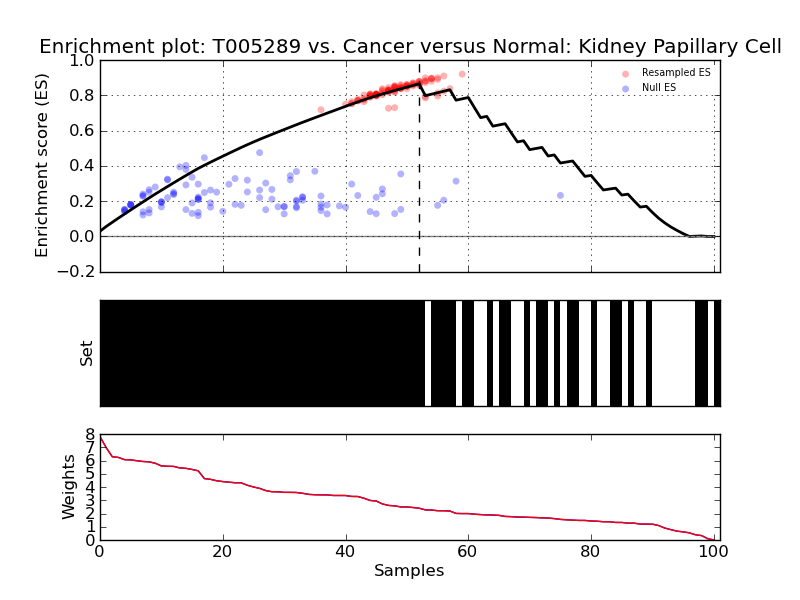 Enrichment plot: T005289 vs. Cancer versus Normal: Kidney Papillary Cell
1.0
0.8
0.6
0.4
0.2
0.0
−0.2
Enrichment score (ES)
Resampled ES
Null ES
Set
8
7
6
5
4
3
2
1
0
Weights
0 20 40 60 80 100
Samples